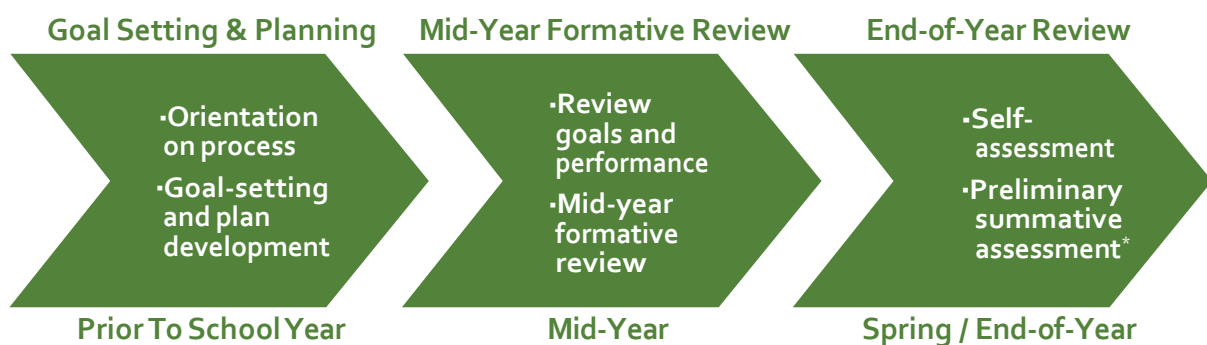 Goal Setting & Planning
Mid-Year Formative Review
End-of-Year Review
▪Orientation
on process
▪Goal-setting
and plan
development
▪Review
goals and
performance
▪Mid-year
formative
review
▪Self-
assessment
▪Preliminary
summative
assessment*
Prior To School Year
Mid-Year
Spring / End-of-Year